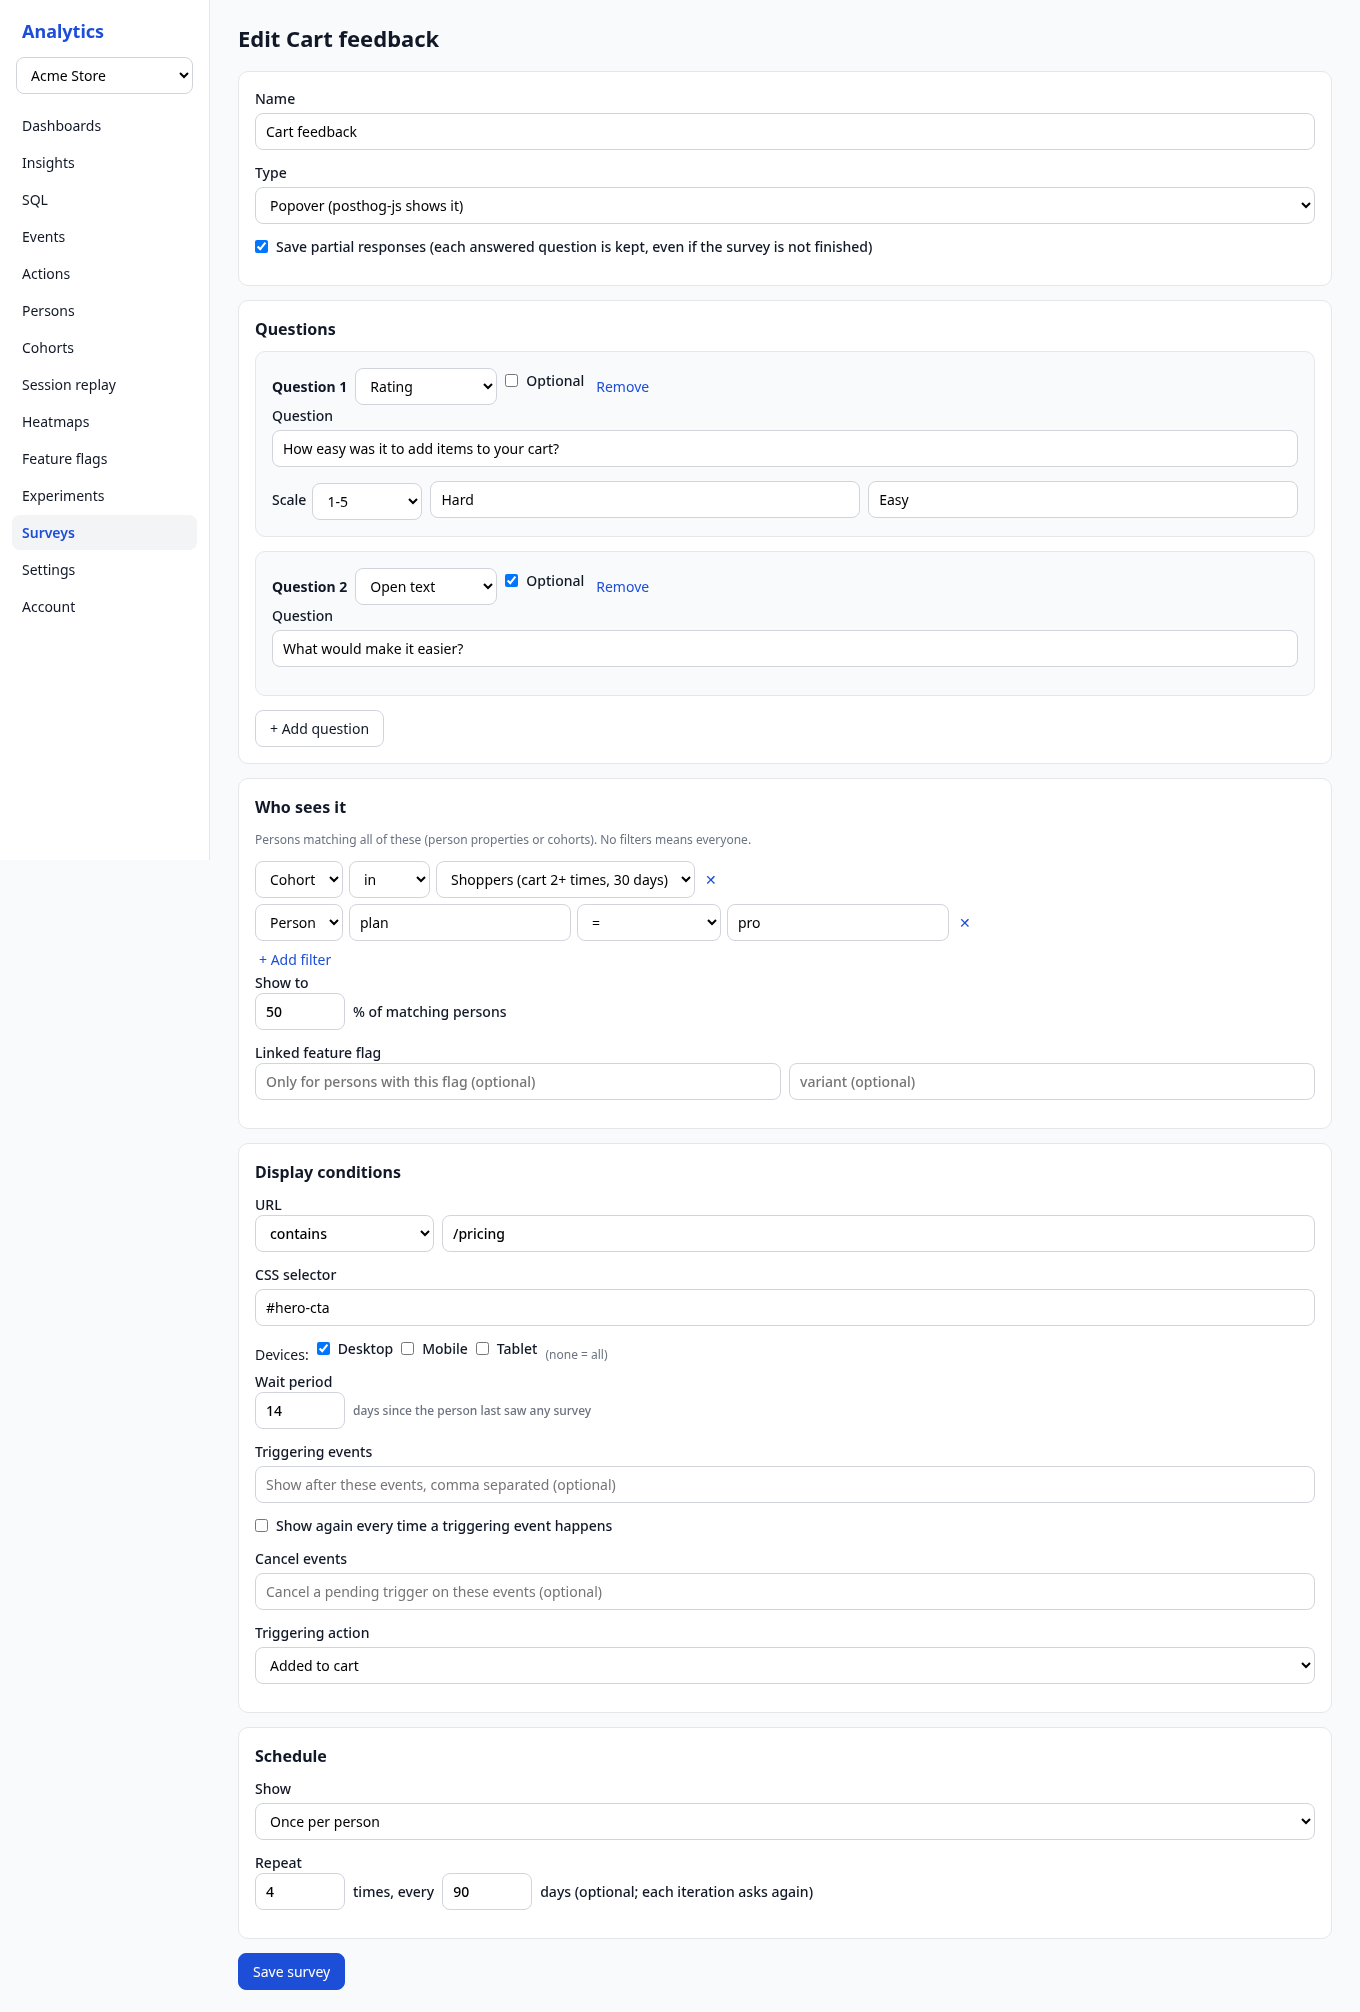 Analytics
Acme Store
Dashboards
Insights
SQL
Events
Actions
Persons
Cohorts
Session replay
Heatmaps
Feature flags
Experiments
Surveys
Settings
Account
Edit Cart feedback
Name
Cart feedback
Type
Popover (posthog-js shows it)
Save partial responses (each answered question is kept, even if the survey is not finished)
Questions
Question 1 Rating Optional Remove
Question
How easy was it to add items to your cart?
Scale 1-5 Hard Easy
Question 2 Open text Optional Remove
Question
What would make it easier?
+ Add question
Who sees it
Persons matching all of these (person properties or cohorts). No filters means everyone.
Cohort in Shoppers (cart 2+ times, 30 days) ✕
Person plan = pro ✕
+ Add filter
Show to
50 % of matching persons
Linked feature flag
Only for persons with this flag (optional) variant (optional)
Display conditions
URL
contains /pricing
CSS selector
#hero-cta
Devices: Desktop Mobile Tablet (none = all)
Wait period
14 days since the person last saw any survey
Triggering events
Show after these events, comma separated (optional)
Show again every time a triggering event happens
Cancel events
Cancel a pending trigger on these events (optional)
Triggering action
Added to cart
Schedule
Show
Once per person
Repeat
4 times, every 90 days (optional; each iteration asks again)
Save survey